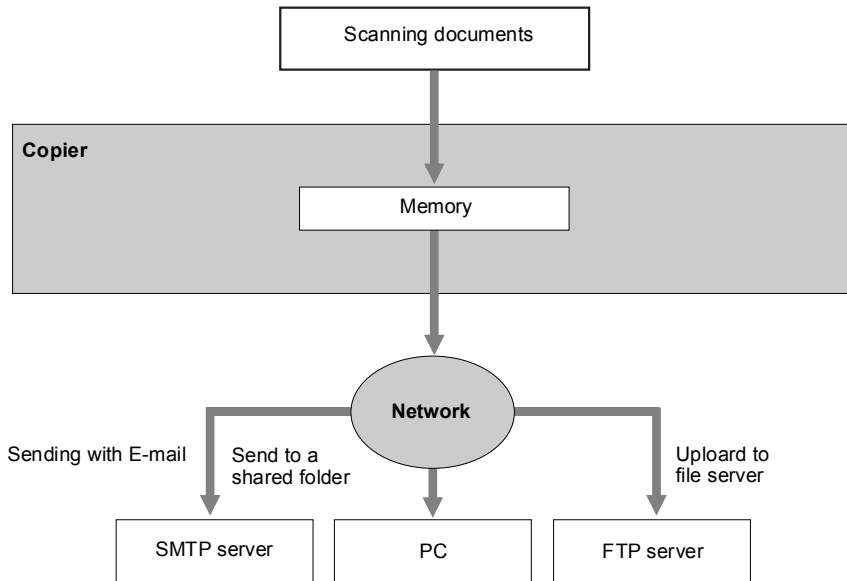 Scanning documents
Copier
Memory
Network
Sending with E-mail
Send to a
shared folder
Uploard to
file server
SMTP server
PC
FTP server